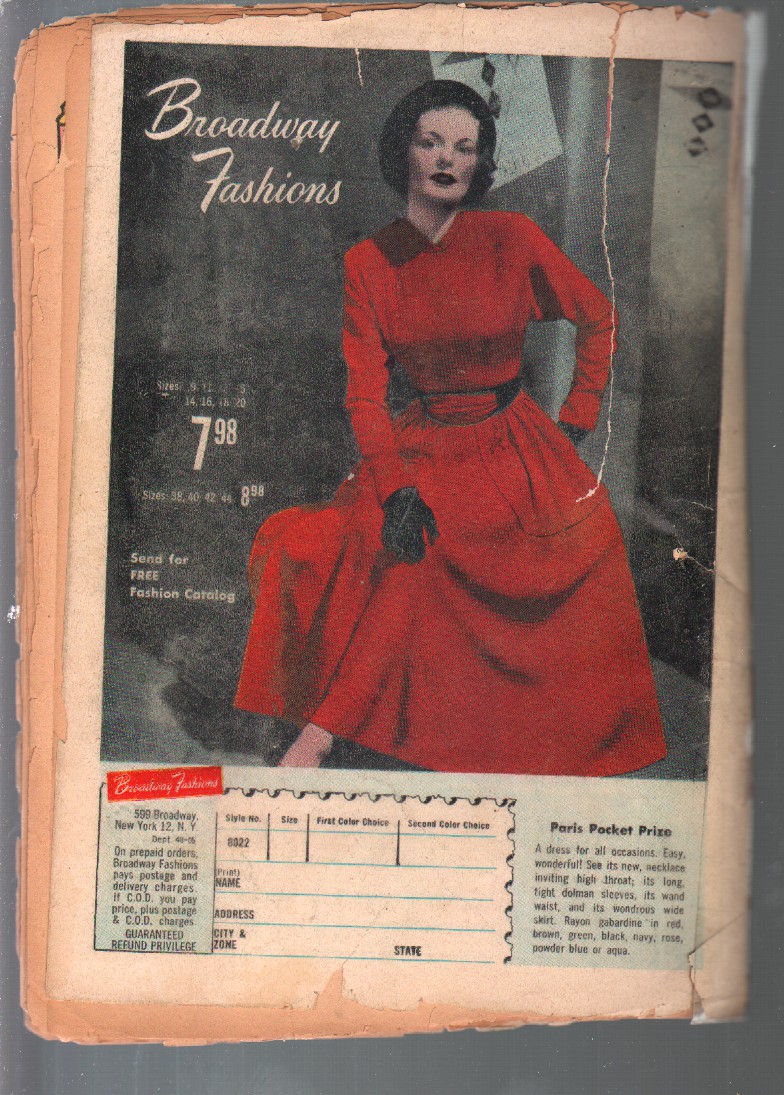 Broadway
Fashions
Sizes: 9, 11
14, 16, 18, 20
7 98
Sizes: 38, 40 42 44, 8 98
Send for
FREE
Fashion Catalog
Broadway Fashions
599 Broadway,
New York 12, N. Y.
On prepaid orders,
Broadway Fashions
pays postage and
delivery charges.
If C.O.D. you pay
price, plus postage
& C.O.D. charges.
GUARANTEED
REFUND PRIVILEGE
Style No. Size First Color Choice Second Color Choice
8022
(Print)
NAME
ADDRESS
CITY &
ZONE STATE
Paris Pocket Prize
A dress for all occasions. Easy,
wonderful! See its new, necklace
inviting high throat; its long,
tight dolman sleeves, its wand
waist, and its wondrous wide
skirt. Rayon gabardine in red,
brown, green, black, navy, rose,
powder blue or aqua.